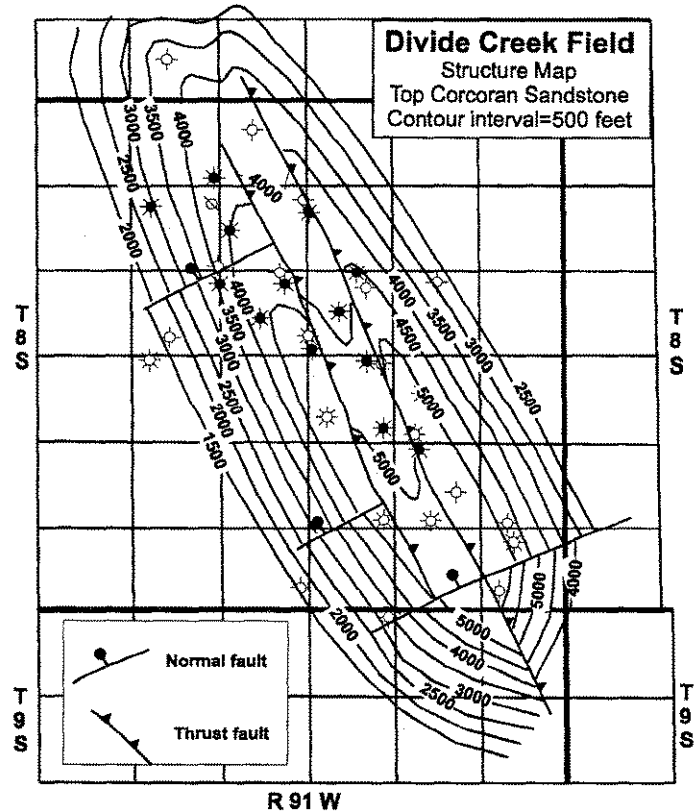 Divide Creek Field
Structure Map
Top Corcoran Sandstone
Contour interval=500 feet
3000
3500
4000
2500
2000
4000
T
8
S
T
8
S
4000
3500
3000
2500
2000
1500
4000
4500
3500
3000
2500
5000
5000
5000
4000
2000
5000
4000
3000
2500
Normal fault
Thrust fault
T
9
S
T
9
S
R 91 W